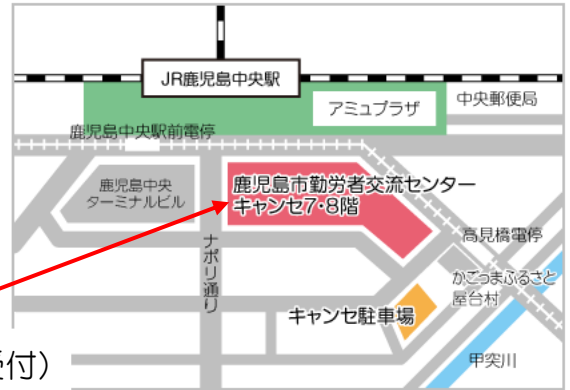 JR鹿児島中央駅
アミュプラザ
中央郵便局
鹿児島中央駅前電停
鹿児島中央
ターミナルビル
鹿児島市勤労者交流センター
キャンセ7・8階
ナポリ通り
高見橋電停
かごっまふるさと
屋台村
キャンセ駐車場
甲突川
受付）